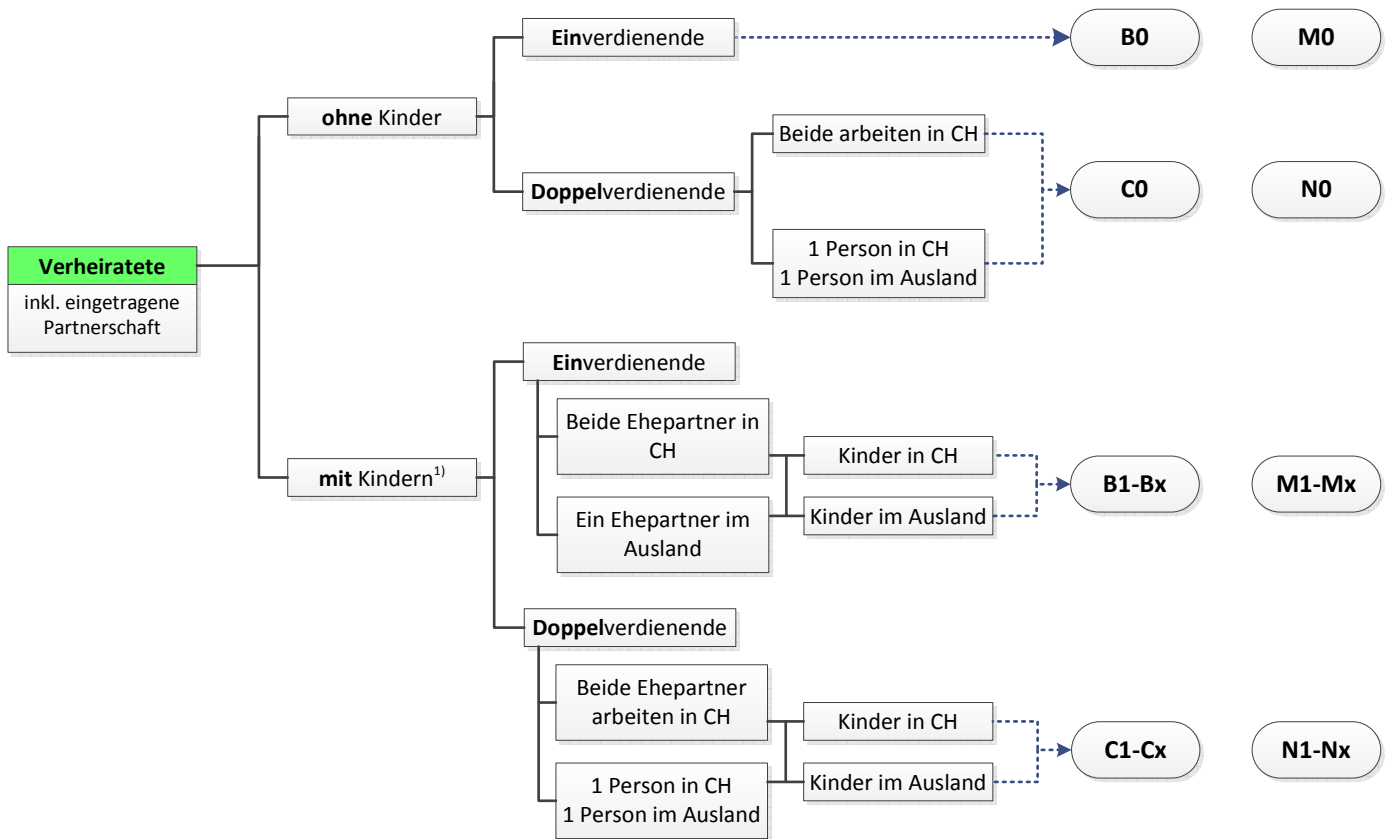 Einverdienende
B0
M0
ohne Kinder
Beide arbeiten in CH
Doppelverdienende
C0
N0
1 Person in CH
1 Person im Ausland
Verheiratete
inkl. eingetragene
Partnerschaft
Einverdienende
Beide Ehepartner in
CH
Kinder in CH
mit Kindern1)
B1-Bx
M1-Mx
Ein Ehepartner im
Ausland
Kinder im Ausland
Doppelverdienende
Beide Ehepartner
arbeiten in CH
Kinder in CH
C1-Cx
N1-Nx
1 Person in CH
1 Person im Ausland
Kinder im Ausland